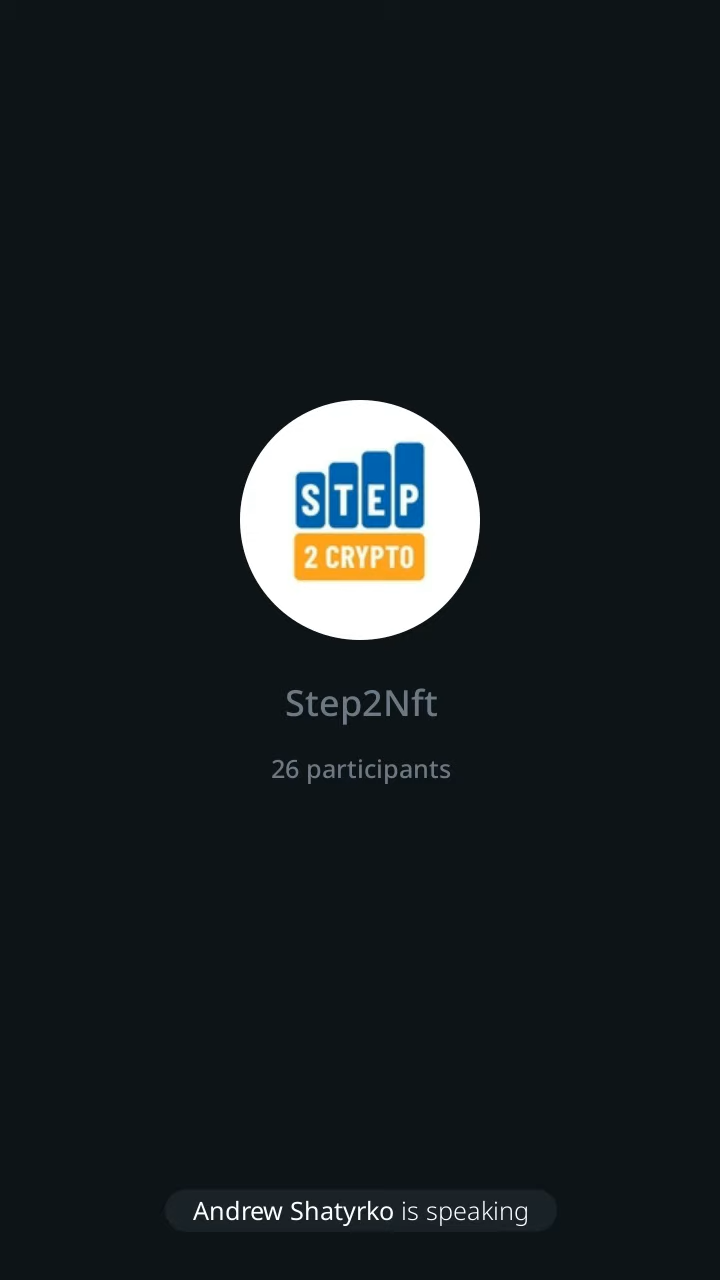 STEP
2 CRYPTO
Step2Nft
26 participants
Andrew Shatyrko is speaking